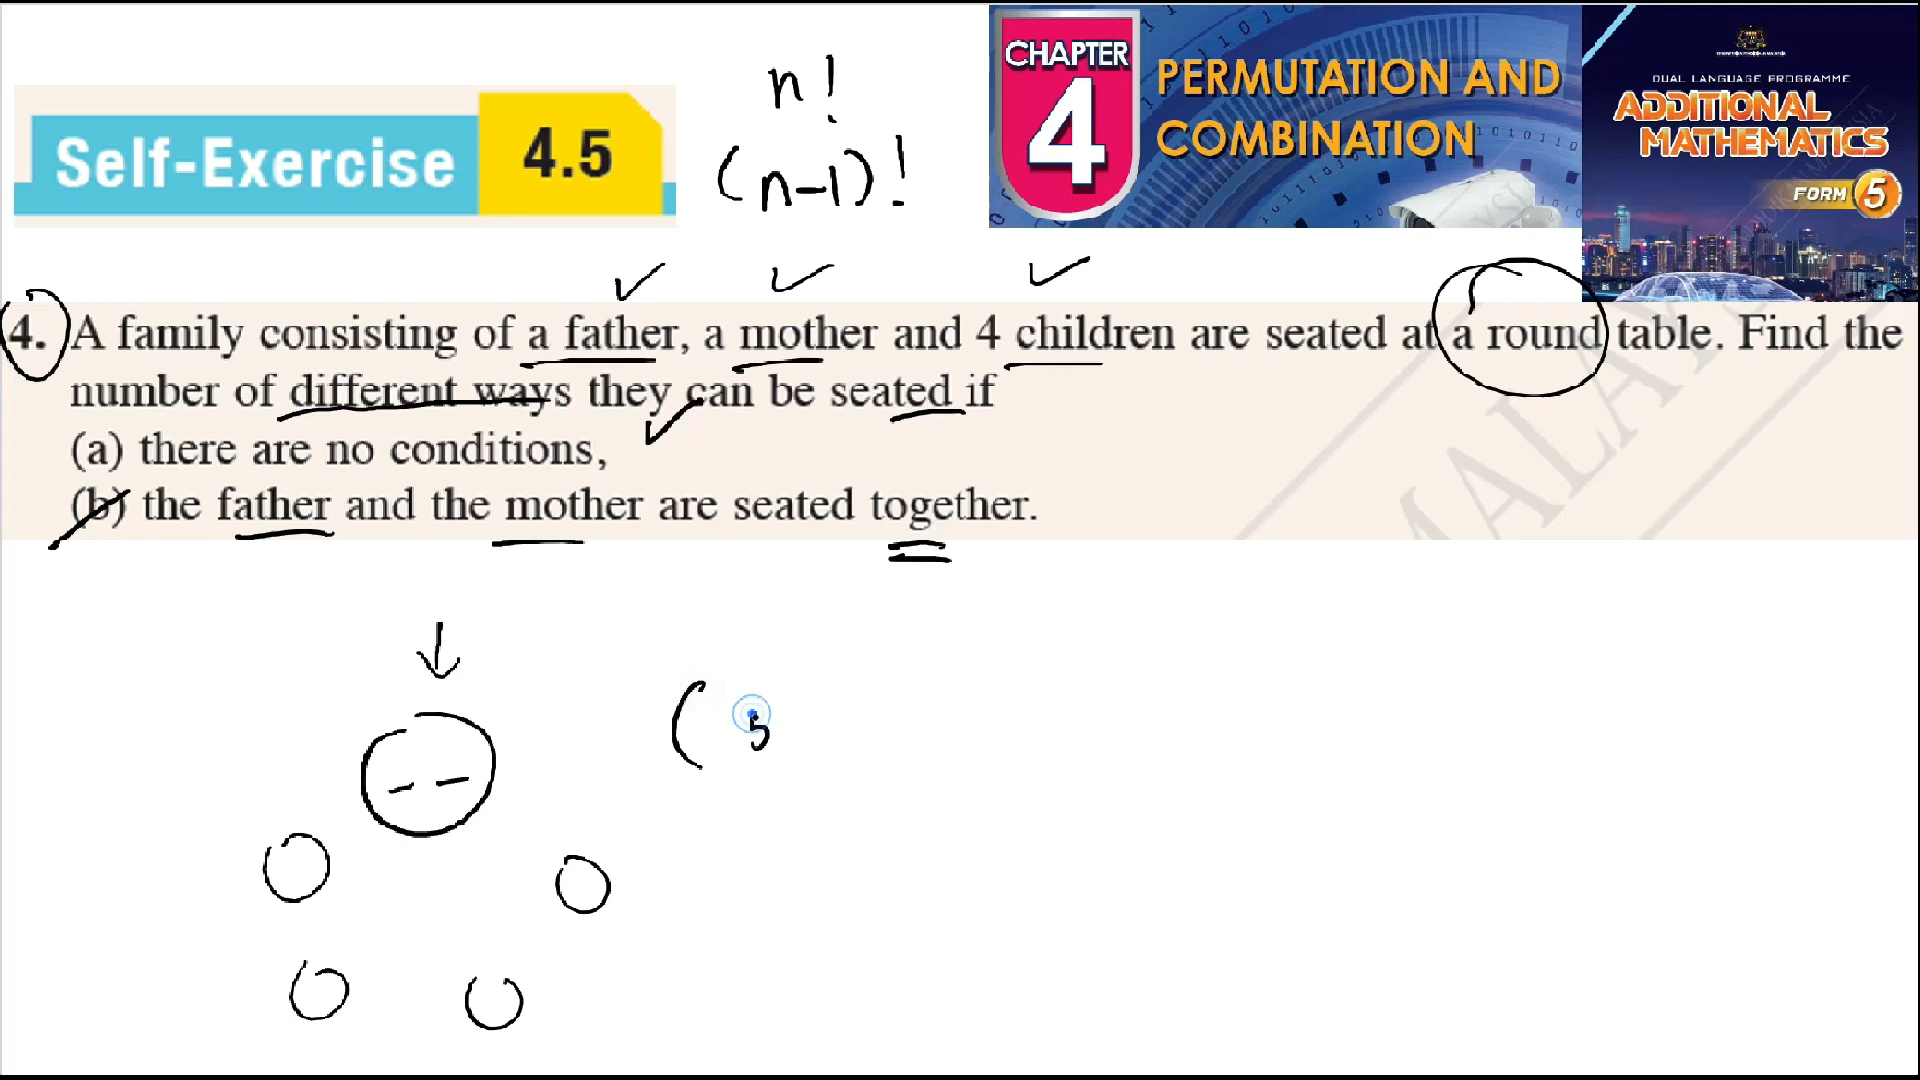 n!
Self-Exercise 4.5
(n-1)!
CHAPTER
4
PERMUTATION AND
COMBINATION
DUAL LANGUAGE PROGRAMME
ADDITIONAL
MATHEMATICS
FORM 5
4. A family consisting of a father, a mother and 4 children are seated at a round table. Find the
number of different ways they can be seated if
(a) there are no conditions,
(b) the father and the mother are seated together.
MALAY
( 5